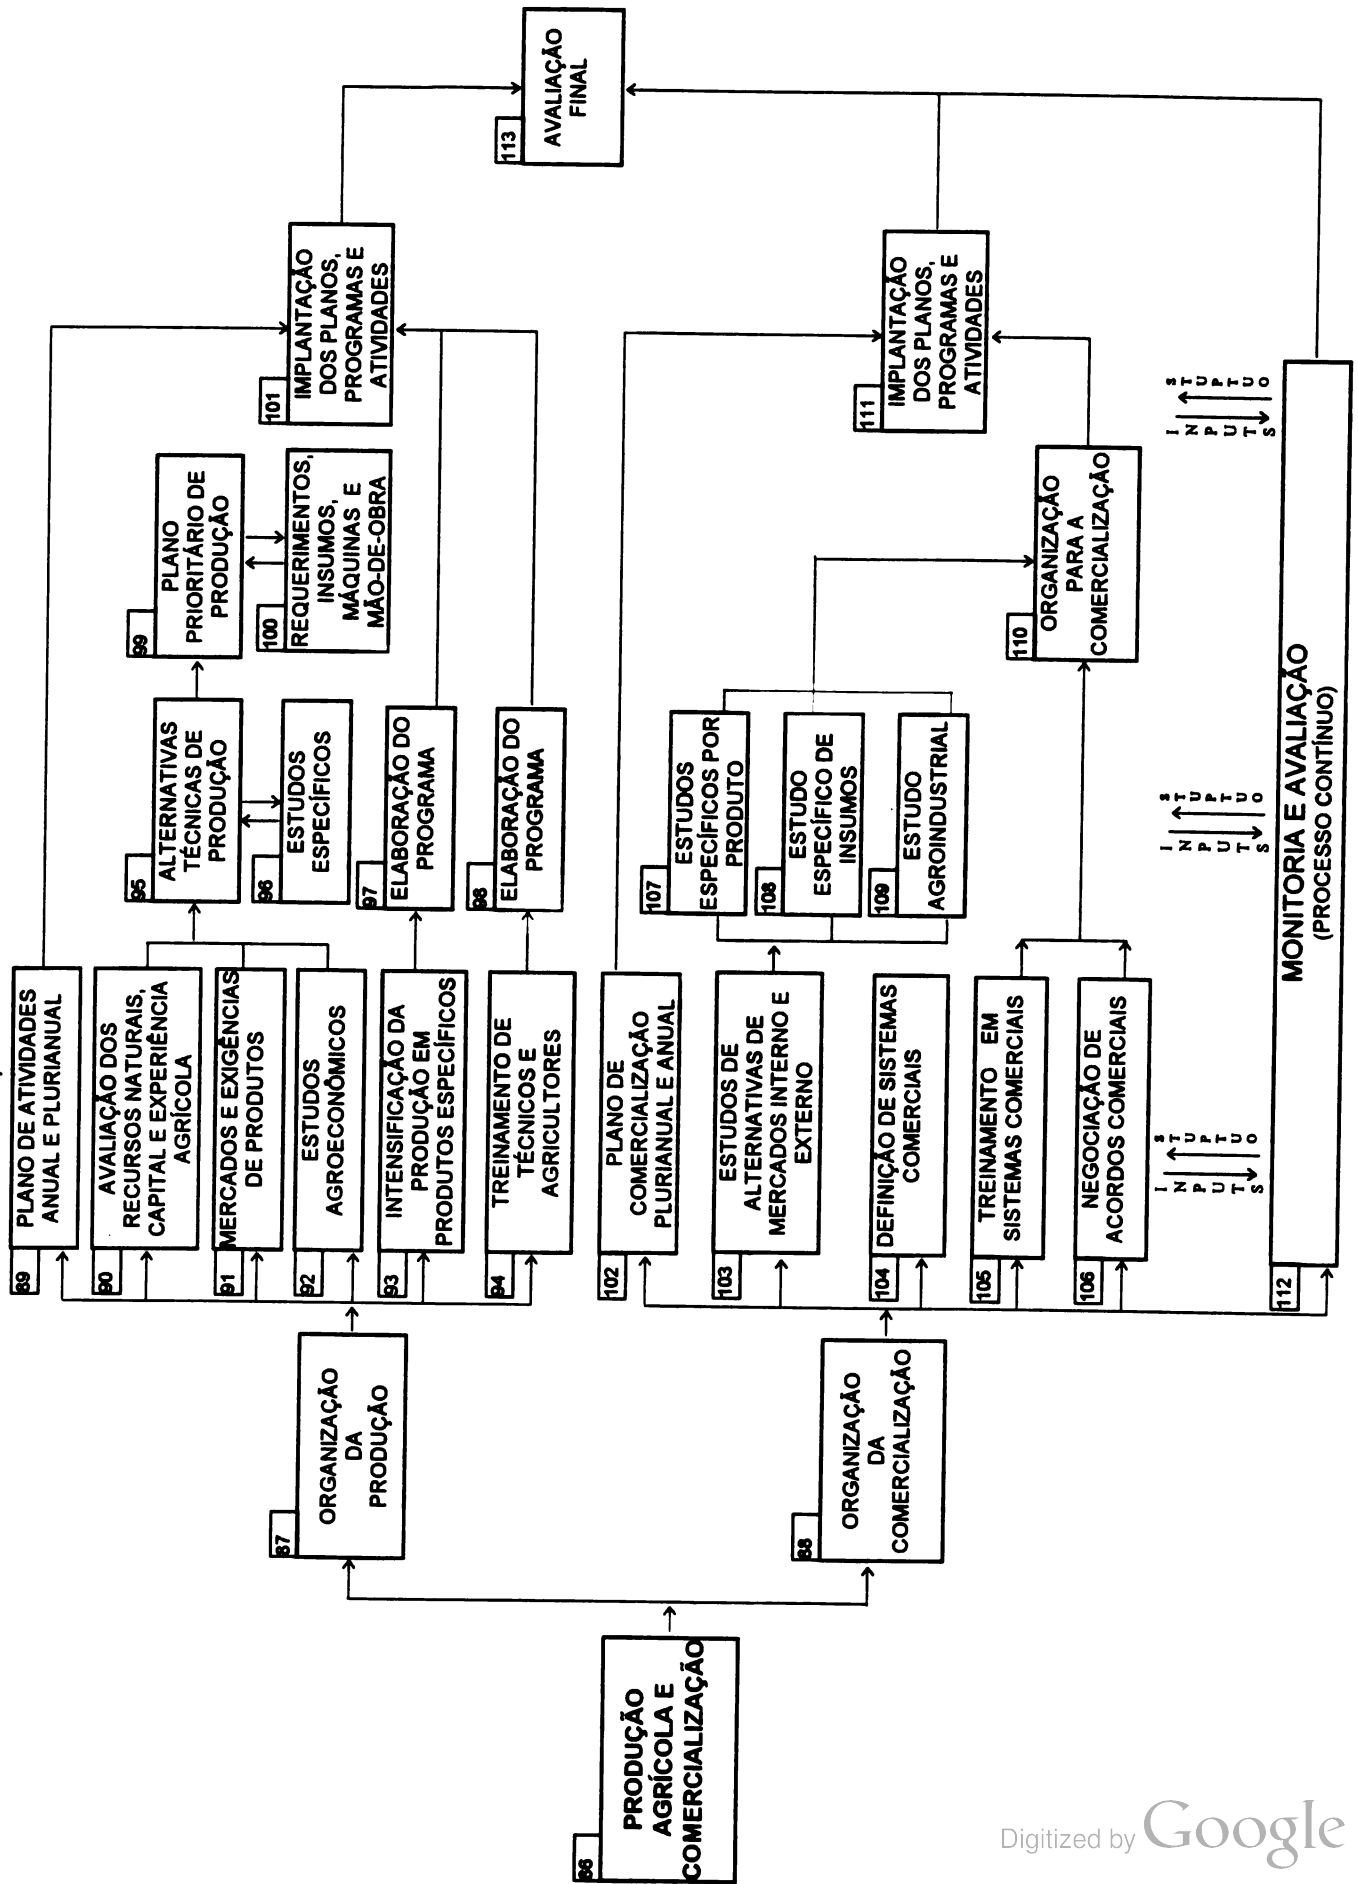 86
PRODUÇÃO
AGRÍCOLA E
COMERCIALIZAÇÃO
87
ORGANIZAÇÃO
DA
PRODUÇÃO
88
ORGANIZAÇÃO
DA
COMERCIALIZAÇÃO
89
PLANO DE ATIVIDADES
ANUAL E PLURIANUAL
90
AVALIAÇÃO DOS
RECURSOS NATURAIS,
CAPITAL E EXPERIÊNCIA
AGRÍCOLA
91
MERCADOS E EXIGÊNCIAS
DE PRODUTOS
92
ESTUDOS
AGROECONÔMICOS
93
INTENSIFICAÇÃO DA
PRODUÇÃO EM
PRODUTOS ESPECÍFICOS
94
TREINAMENTO DE
TÉCNICOS E
AGRICULTORES
95
ALTERNATIVAS
TÉCNICAS DE
PRODUÇÃO
96
ESTUDOS
ESPECÍFICOS
97
ELABORAÇÃO DO
PROGRAMA
98
ELABORAÇÃO DO
PROGRAMA
99
PLANO
PRIORITÁRIO DE
PRODUÇÃO
100
REQUERIMENTOS,
INSUMOS,
MÁQUINAS E
MÃO-DE-OBRA
101
IMPLANTAÇÃO
DOS PLANOS,
PROGRAMAS E
ATIVIDADES
102
PLANO DE
COMERCIALIZAÇÃO
PLURIANUAL E ANUAL
103
ESTUDOS DE
ALTERNATIVAS DE
MERCADOS INTERNO E
EXTERNO
104
DEFINIÇÃO DE SISTEMAS
COMERCIAIS
105
TREINAMENTO EM
SISTEMAS COMERCIAIS
106
NEGOCIAÇÃO DE
ACORDOS COMERCIAIS
107
ESTUDOS
ESPECÍFICOS POR
PRODUTO
108
ESTUDO
ESPECÍFICO DE
INSUMOS
109
ESTUDO
AGROINDUSTRIAL
110
ORGANIZAÇÃO
PARA A
COMERCIALIZAÇÃO
111
IMPLANTAÇÃO
DOS PLANOS,
PROGRAMAS E
ATIVIDADES
INPUTS
OUTPUTS
INPUTS
OUTPUTS
INPUTS
OUTPUTS
112
MONITORIA E AVALIAÇÃO
(PROCESSO CONTÍNUO)
113
AVALIAÇÃO
FINAL
Digitized by Google